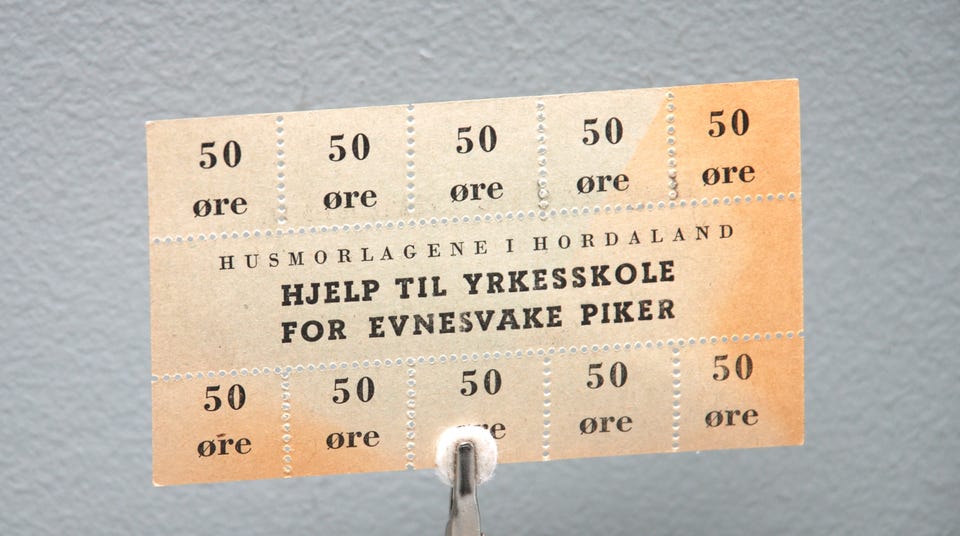 50 50 50 50 50
øre øre øre øre øre
HUSMORLAGENE I HORDALAND
HJELP TIL YRKESSKOLE
FOR EVNESVAKE PIKER
50 50 50 50 50
øre øre øre øre